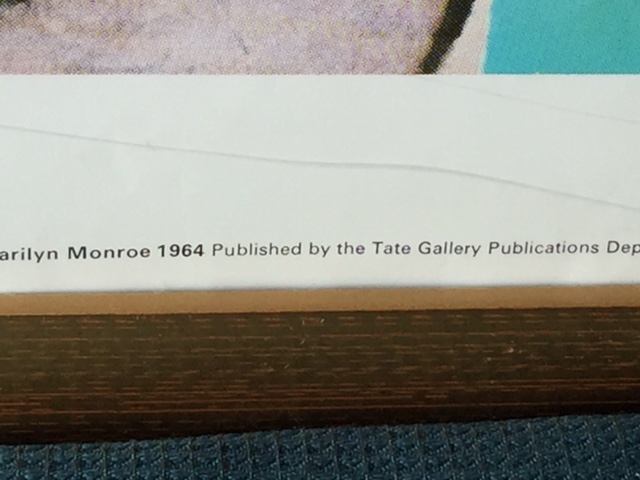 arilyn Monroe 1964 Published by the Tate Gallery Publications Dep